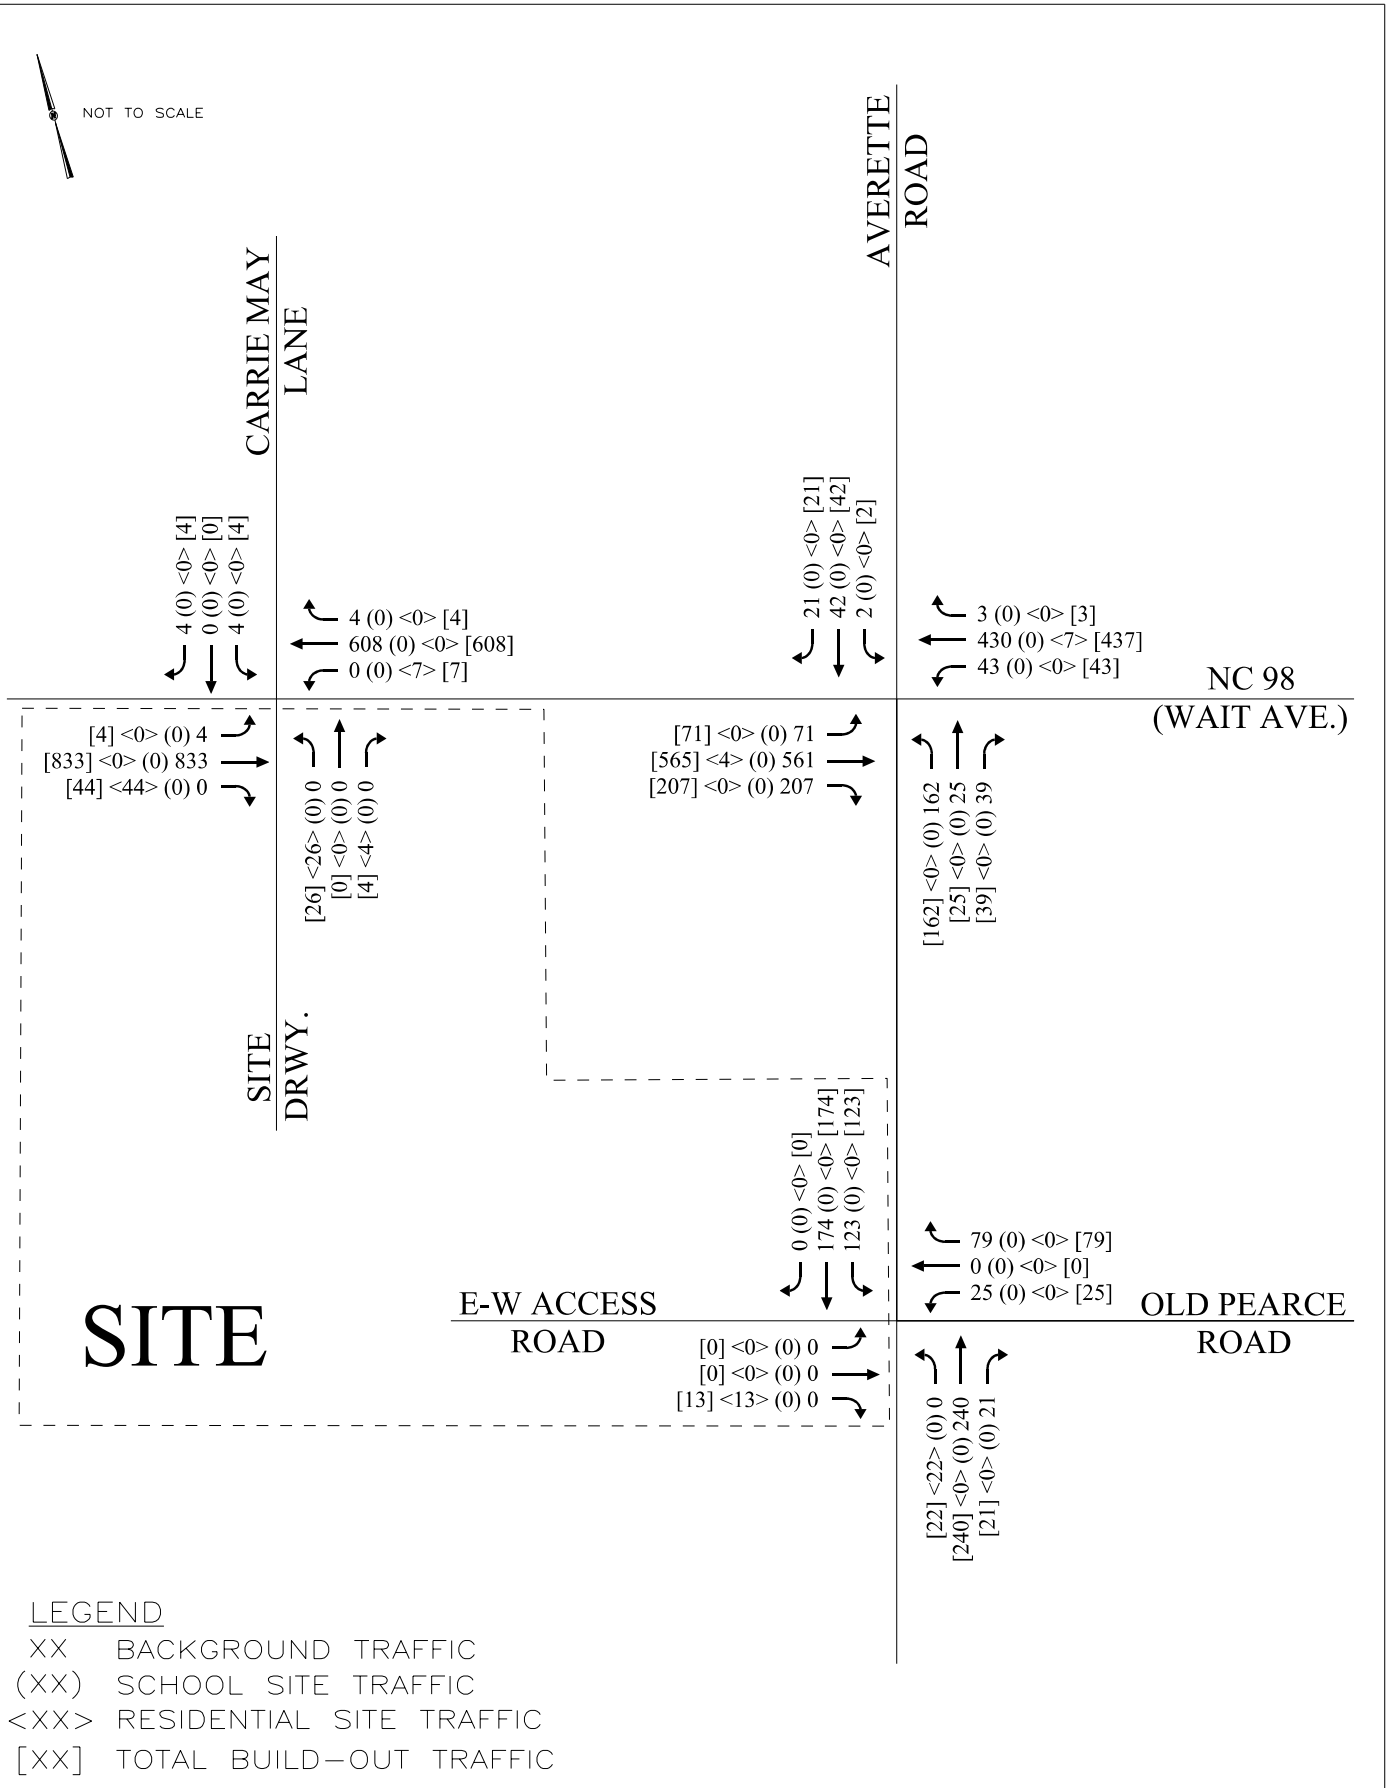 NOT TO SCALE
AVERETTE
ROAD
CARRIE MAY
LANE
4 (0) <0> [4]
0 (0) <0> [0]
4 (0) <0> [4]
4 (0) <0> [4]
608 (0) <0> [608]
0 (0) <7> [7]
21 (0) <0> [21]
42 (0) <0> [42]
2 (0) <0> [2]
3 (0) <0> [3]
430 (0) <7> [437]
43 (0) <0> [43]
NC 98
(WAIT AVE.)
[4] <0> (0) 4
[833] <0> (0) 833
[44] <44> (0) 0
[26] <26> (0) 0
[0] <0> (0) 0
[4] <4> (0) 0
[71] <0> (0) 71
[565] <4> (0) 561
[207] <0> (0) 207
[162] <0> (0) 162
[25] <0> (0) 25
[39] <0> (0) 39
SITE
DRWY.
0 (0) <0> [0]
174 (0) <0> [174]
123 (0) <0> [123]
79 (0) <0> [79]
0 (0) <0> [0]
25 (0) <0> [25]
SITE
E-W ACCESS
ROAD
OLD PEARCE
ROAD
[0] <0> (0) 0
[0] <0> (0) 0
[13] <13> (0) 0
[22] <22> (0) 0
[240] <0> (0) 240
[21] <0> (0) 21
LEGEND
XX BACKGROUND TRAFFIC
(XX) SCHOOL SITE TRAFFIC
<XX> RESIDENTIAL SITE TRAFFIC
[XX] TOTAL BUILD-OUT TRAFFIC